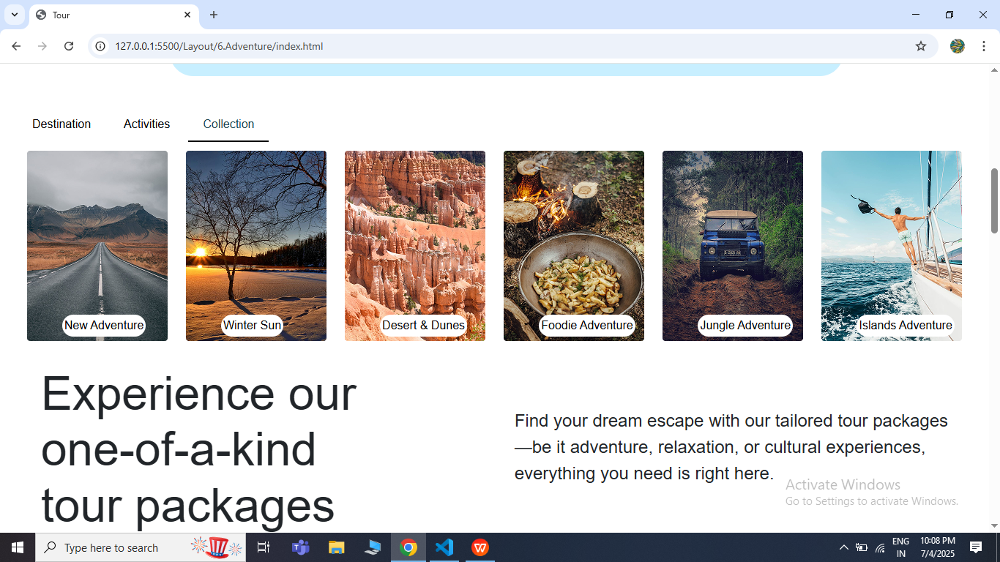 Tour
127.0.0.1:5500/Layout/6.Adventure/index.html
Destination
Activities
Collection
New Adventure
Winter Sun
Desert & Dunes
Foodie Adventure
Jungle Adventure
Islands Adventure
Experience our
one-of-a-kind
tour packages
Find your dream escape with our tailored tour packages
—be it adventure, relaxation, or cultural experiences,
everything you need is right here.
Activate Windows
Go to Settings to activate Windows.
Type here to search
ENG
IN
10:08 PM
7/4/2025